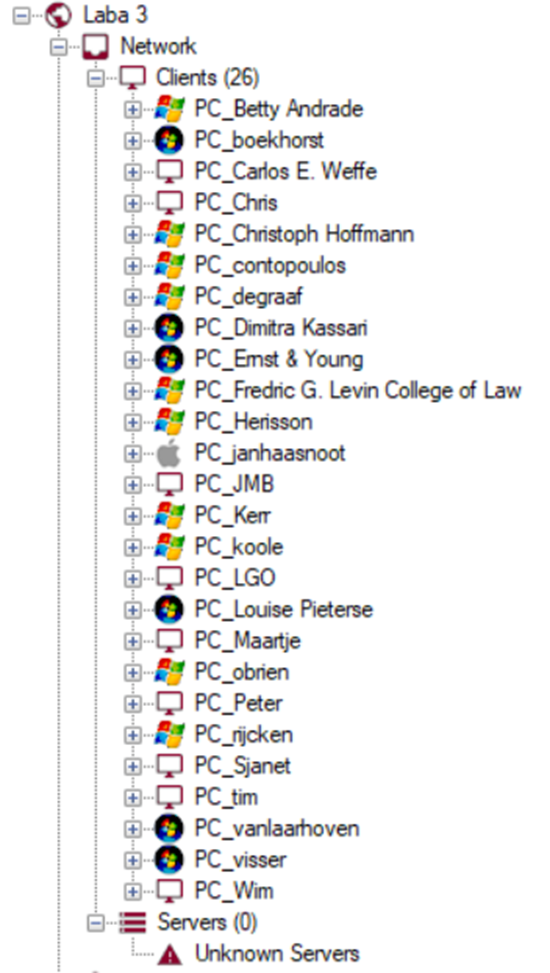 Laba 3
Network
Clients (26)
PC_Betty Andrade
PC_boekhorst
PC_Carlos E. Weffe
PC_Chris
PC_Christoph Hoffmann
PC_contopoulos
PC_degraaf
PC_Dimitra Kassari
PC_Ernst & Young
PC_Fredric G. Levin College of Law
PC_Herisson
PC_janhaasnoot
PC_JMB
PC_Kerr
PC_koole
PC_LGO
PC_Louise Pieterse
PC_Maartje
PC_obrien
PC_Peter
PC_rijcken
PC_Sjanet
PC_tim
PC_vanlaarhoven
PC_visser
PC_Wim
Servers (0)
Unknown Servers